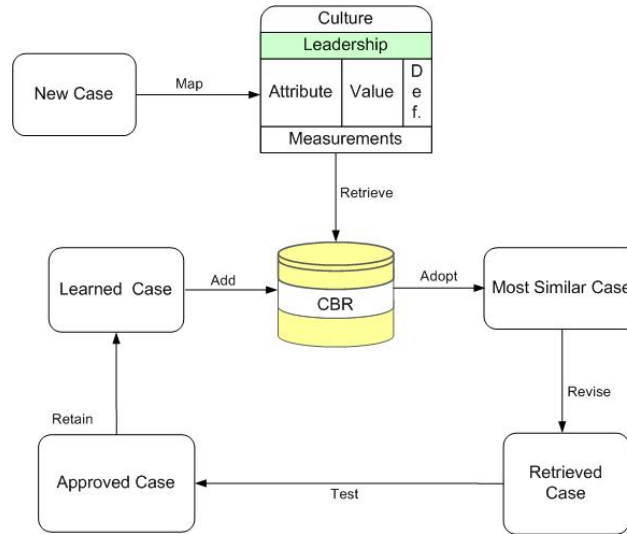 Culture
Leadership
New Case
Map
Attribute
Value
D
e
f.
Measurements
Retrieve
Learned Case
Add
CBR
Adopt
Most Similar Case
Revise
Retain
Approved Case
Test
Retrieved
Case